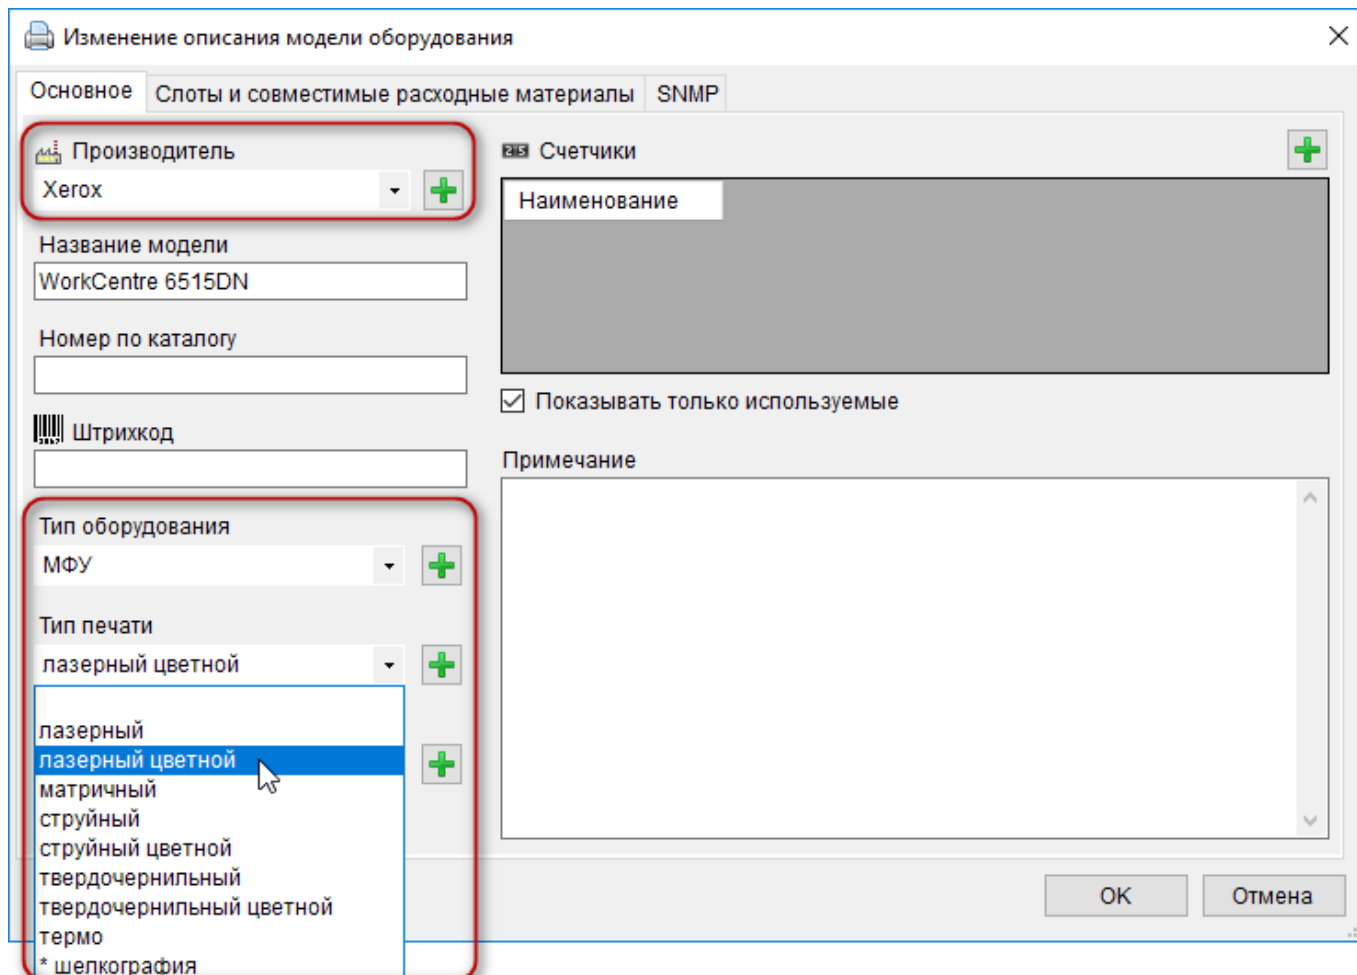 Изменение описания модели оборудования
Основное
Слоты и совместимые расходные материалы
SNMP
Производитель
Xerox
Название модели
WorkCentre 6515DN
Номер по каталогу
Штрихкод
Тип оборудования
МФУ
Тип печати
лазерный цветной
лазерный
лазерный цветной
матричный
струйный
струйный цветной
твердочернильный
твердочернильный цветной
термо
* шелкография
Счетчики
Наименование
Показывать только используемые
Примечание
OK
Отмена